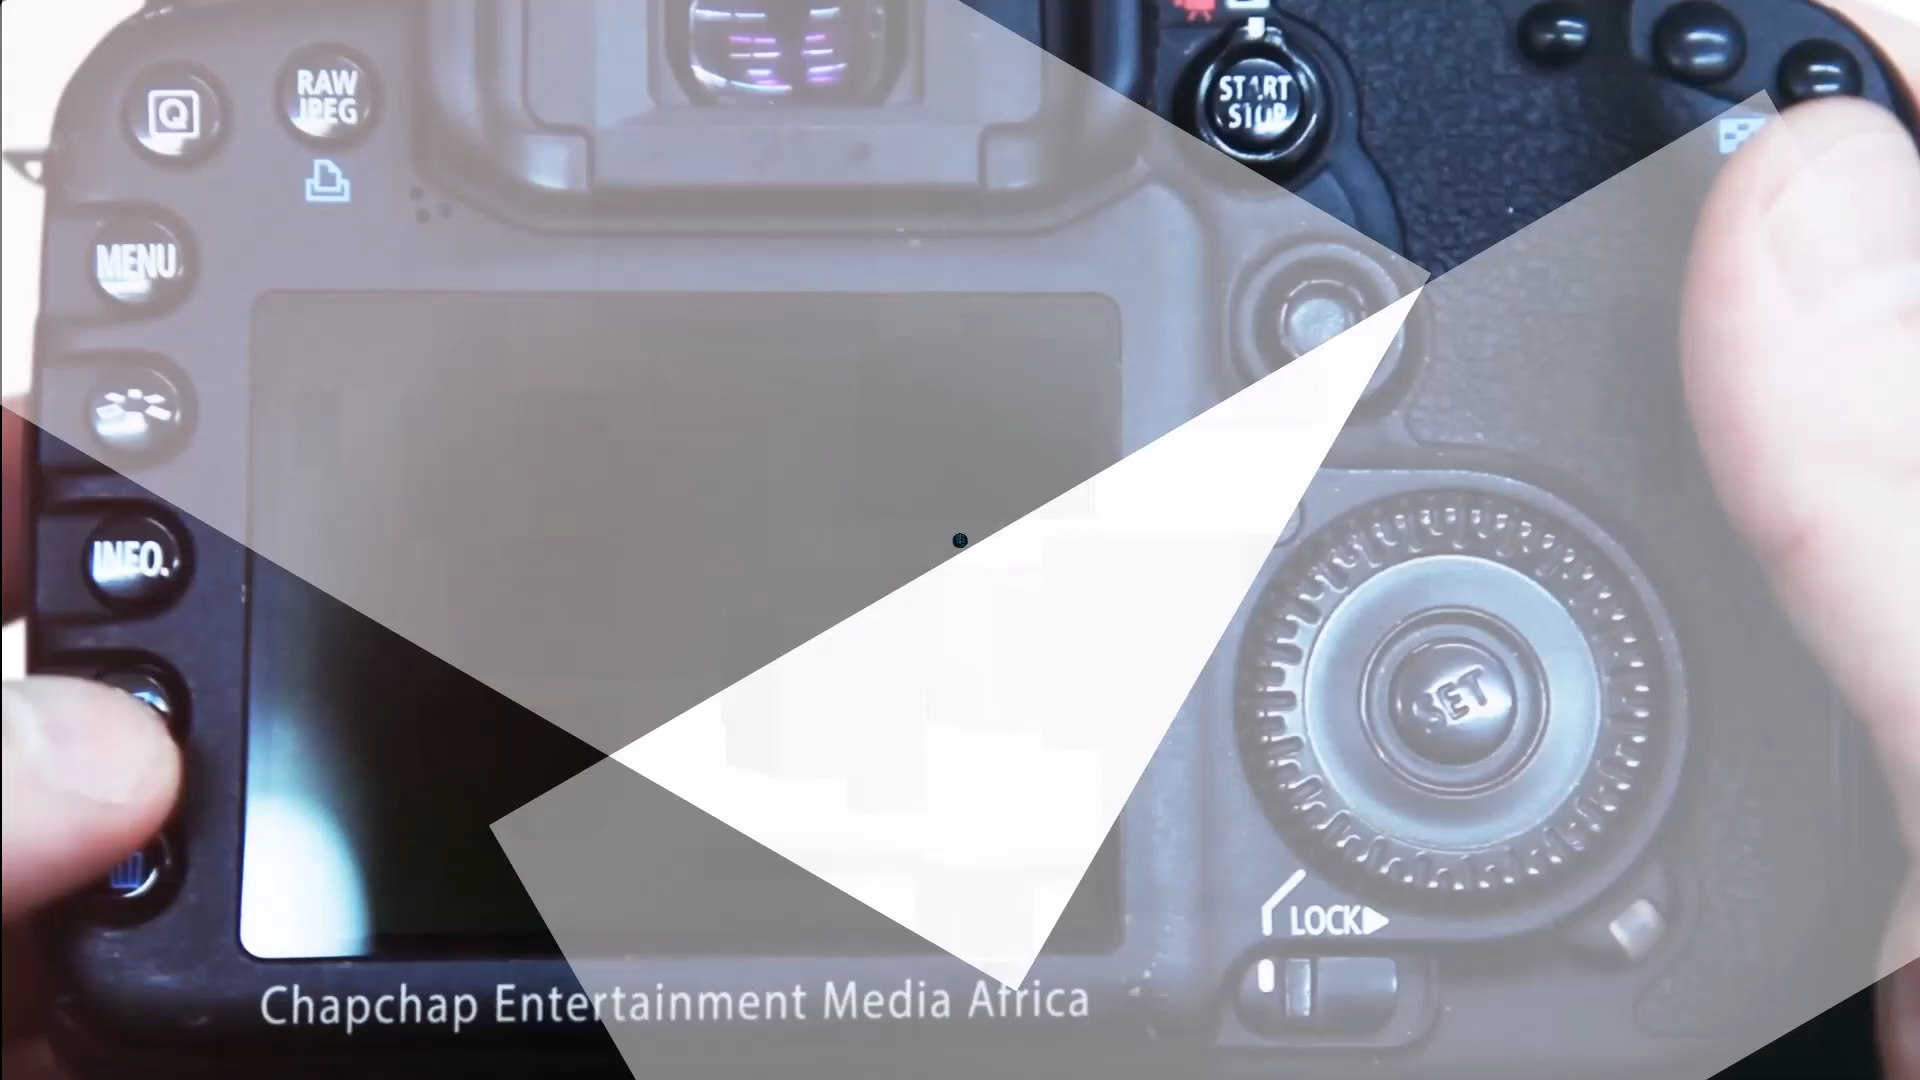 Q
RAW
JPEG
START
STOP
MENU
INFO.
SET
LOCK
Chapchap Entertainment Media Africa